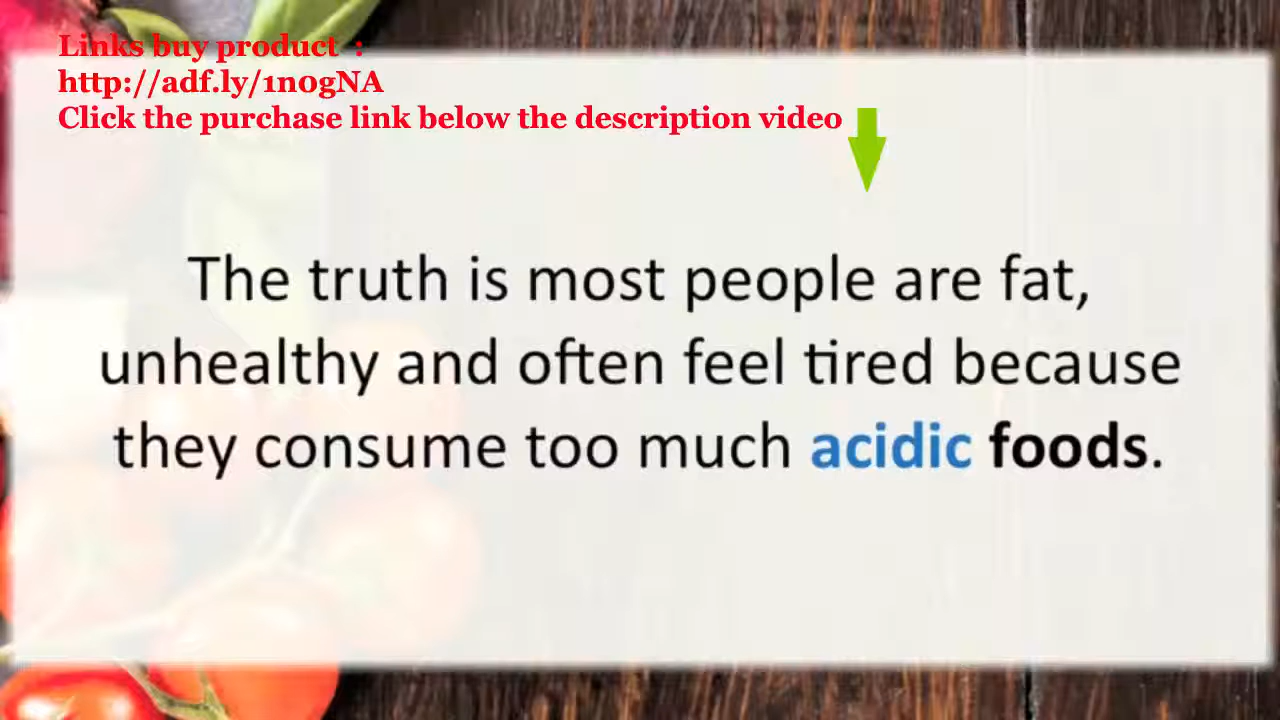 Links buy product  :
http://adf.ly/1n0gNA
Click the purchase link below the description video
The truth is most people are fat,
unhealthy and often feel tired because
they consume too much acidic foods.